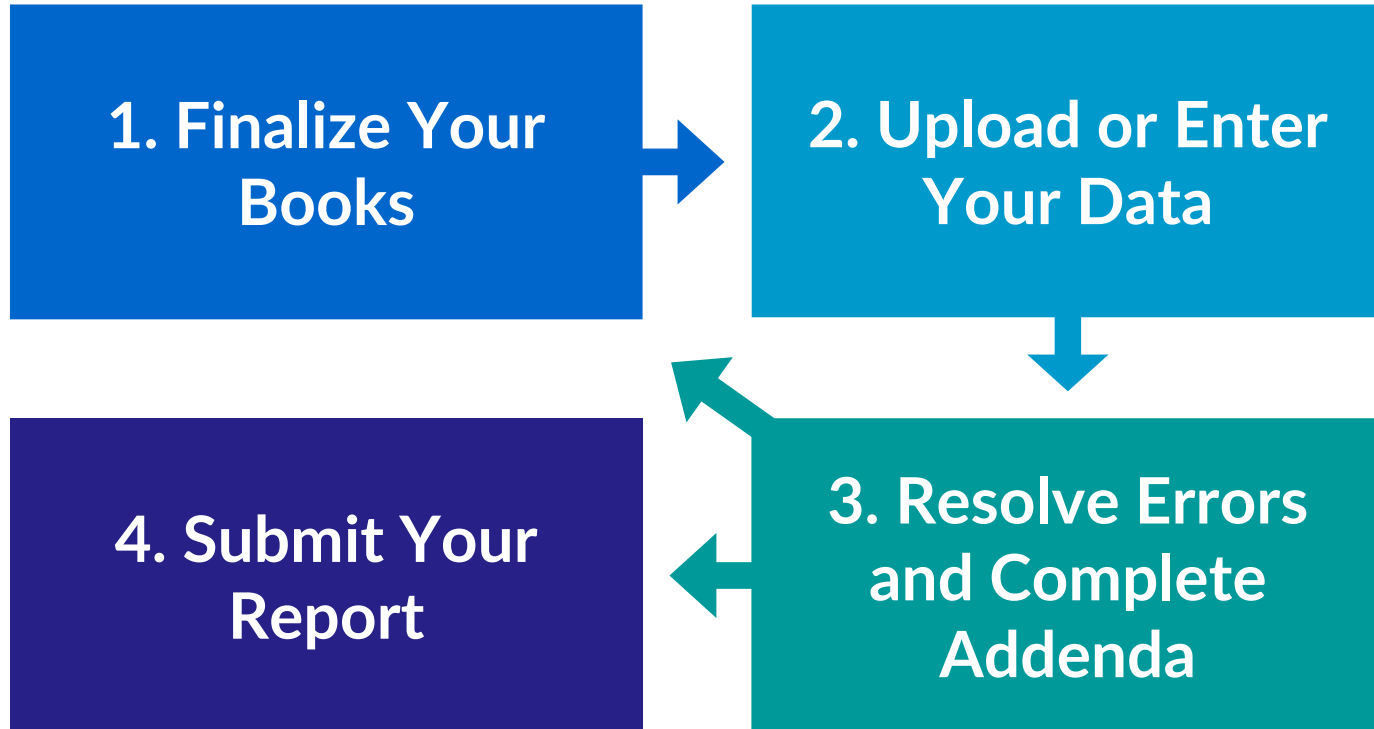 1. Finalize Your
Books
2. Upload or Enter
Your Data
3. Resolve Errors
and Complete
Addenda
4. Submit Your
Report